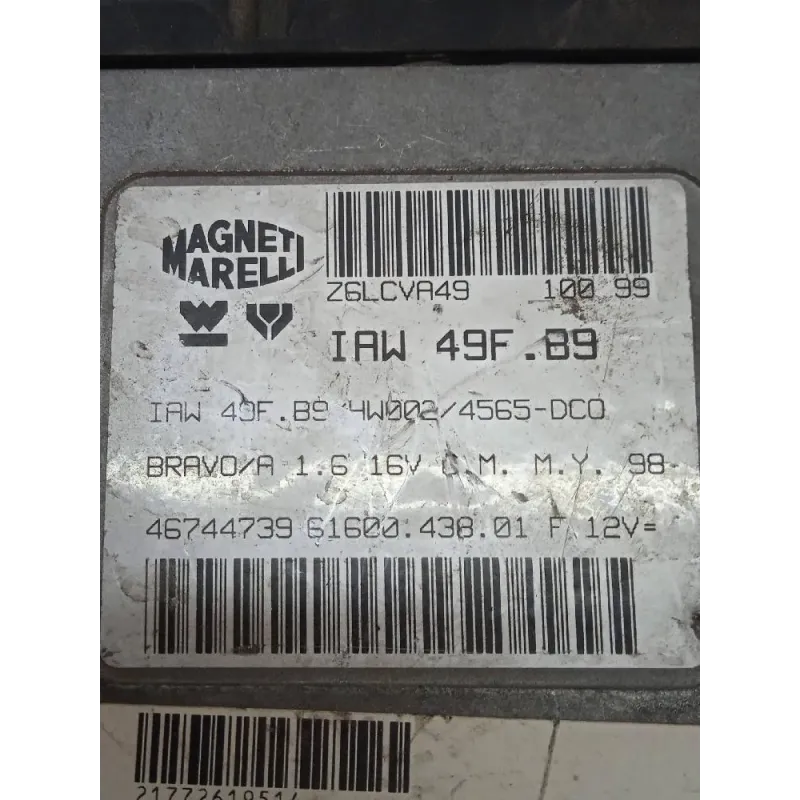 MAGNETI
MARELLI
Z6LCVA49 100 99
IAW 49F.B9
IAW 49F.B9 4W002/4565-DCO
BRAVO/A 1.6 16V C.M. M.Y. 98
46744739 61600.438.01 F 12V=